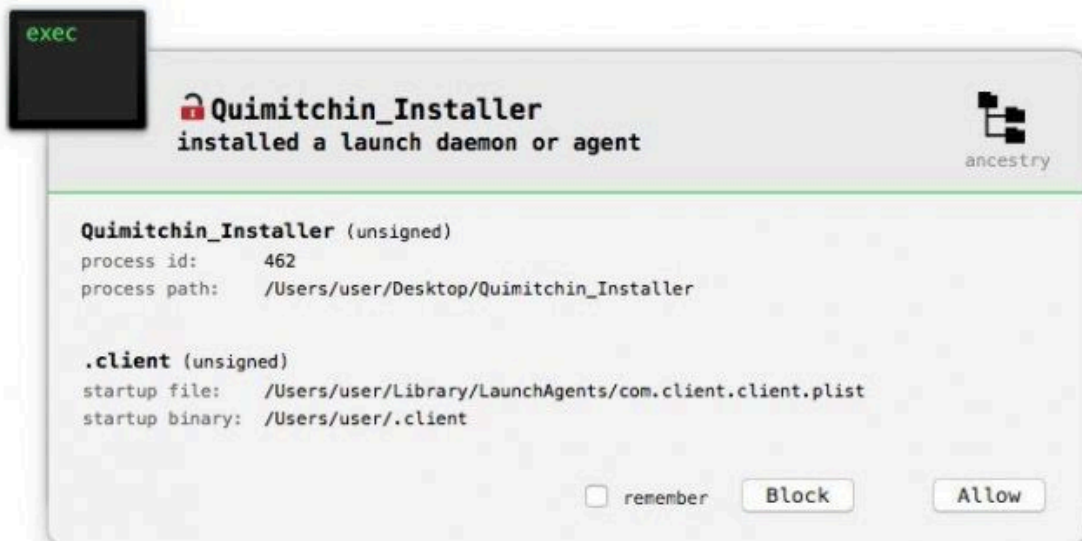 exec
Quimitchin_Installer
installed a launch daemon or agent
ancestry
Quimitchin_Installer (unsigned)
process id: 462
process path: /Users/user/Desktop/Quimitchin_Installer
.client (unsigned)
startup file: /Users/user/Library/LaunchAgents/com.client.client.plist
startup binary: /Users/user/.client
remember Block Allow